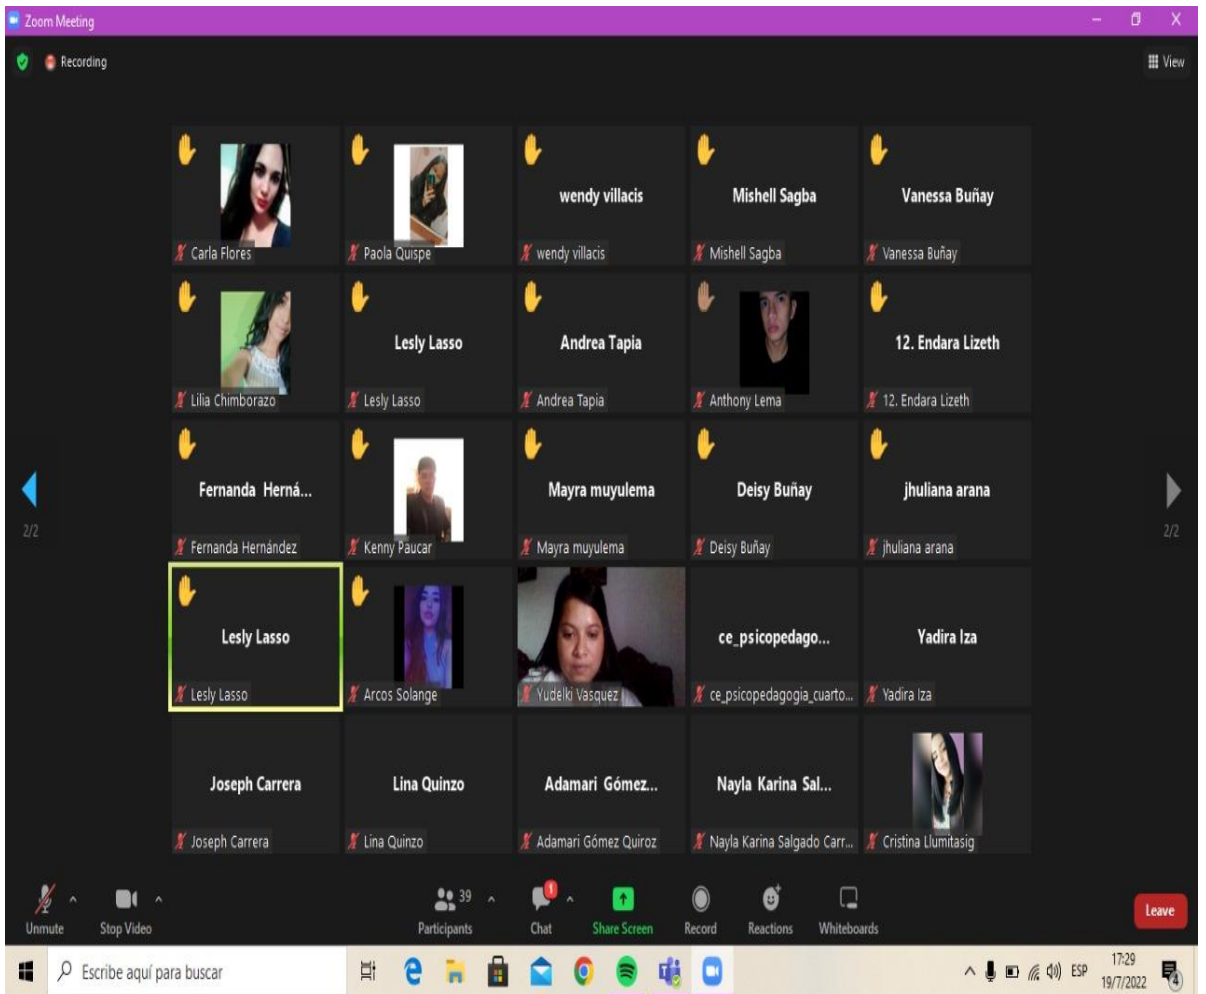 Zoom Meeting
Recording
View
Carla Flores
Paola Quispe
wendy villacis
wendy villacis
Mishell Sagba
Mishell Sagba
Vanessa Buñay
Vanessa Buñay
Lilia Chimborazo
Lesly Lasso
Lesly Lasso
Andrea Tapia
Andrea Tapia
Anthony Lema
12. Endara Lizeth
12. Endara Lizeth
Fernanda Herná...
Fernanda Hernández
Kenny Paucar
Mayra muyulema
Mayra muyulema
Deisy Buñay
Deisy Buñay
jhuliana arana
jhuliana arana
2/2
2/2
Lesly Lasso
Lesly Lasso
Arcos Solange
Yudelki Vasquez
ce_psicopedago...
ce_psicopedagogia_cuarto...
Yadira Iza
Yadira Iza
Joseph Carrera
Joseph Carrera
Lina Quinzo
Lina Quinzo
Adamari Gómez...
Adamari Gómez Quiroz
Nayla Karina Sal...
Nayla Karina Salgado Carr...
Cristina Llumitasig
Unmute
Stop Video
39
Participants
1
Chat
Share Screen
Record
Reactions
Whiteboards
Leave
Escribe aquí para buscar
ESP
17:29
19/7/2022
4